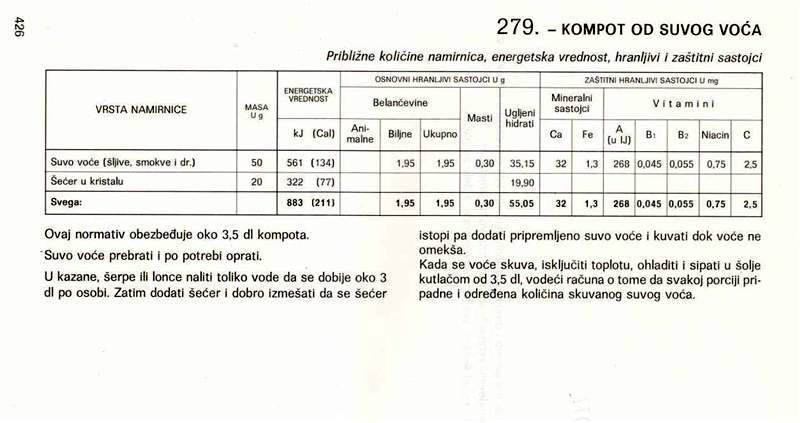 426
279. – KOMPOT OD SUVOG VOĆA
Približne količine namirnica, energetska vrednost, hranljivi i zaštitni sastojci
VRSTA NAMIRNICE
MASA U g
ENERGETSKA VREDNOST
kJ (Cal)
OSNOVNI HRANLJIVI SASTOJCI U g
Belančevine
Ani-malne
Biljne
Ukupno
Masti
Ugljeni hidrati
ZAŠTITNI HRANLJIVI SASTOJCI U mg
Mineralni sastojci
Ca
Fe
Vitamini
A (u IJ)
B1
B2
Niacin
C
Suvo voće (šljive, smokve i dr.) 50 561 (134) 1,95 1,95 0,30 35,15 32 1,3 268 0,045 0,055 0,75 2,5
Šećer u kristalu 20 322 (77) 19,90
Svega: 883 (211) 1,95 1,95 0,30 55,05 32 1,3 268 0,045 0,055 0,75 2,5
Ovaj normativ obezbeđuje oko 3,5 dl kompota.
Suvo voće prebrati i po potrebi oprati.
U kazane, šerpe ili lonce naliti toliko vode da se dobije oko 3
dl po osobi. Zatim dodati šećer i dobro izmešati da se šećer
istopi pa dodati pripremljeno suvo voće i kuvati dok voće ne
omekša.
Kada se voće skuva, isključiti toplotu, ohladiti i sipati u šolje
kutlačom od 3,5 dl, vodeći računa o tome da svakoj porciji pri-
padne i određena količina skuvanog suvog voća.